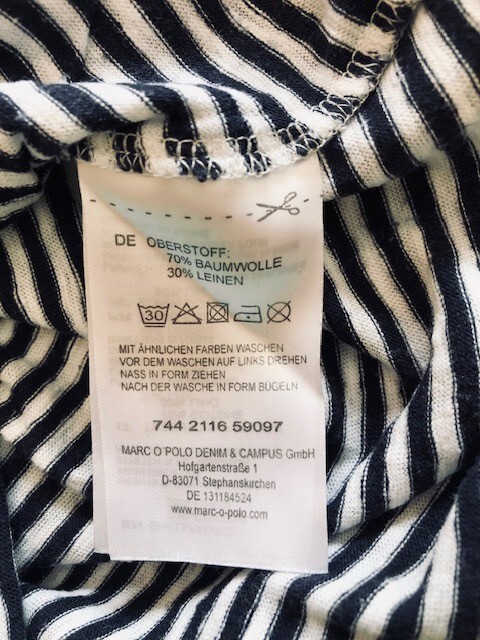 DE OBERSTOFF:
70% BAUMWOLLE
30% LEINEN
30
MIT ÄHNLICHEN FARBEN WASCHEN
VOR DEM WASCHEN AUF LINKS DREHEN
NASS IN FORM ZIEHEN
NACH DER WASCHE IN FORM BÜGELN
744 2116 59097
MARC O`POLO DENIM & CAMPUS GmbH
Hofgartenstraße 1
D-83071 Stephanskirchen
DE 131184524
www.marc-o-polo.com